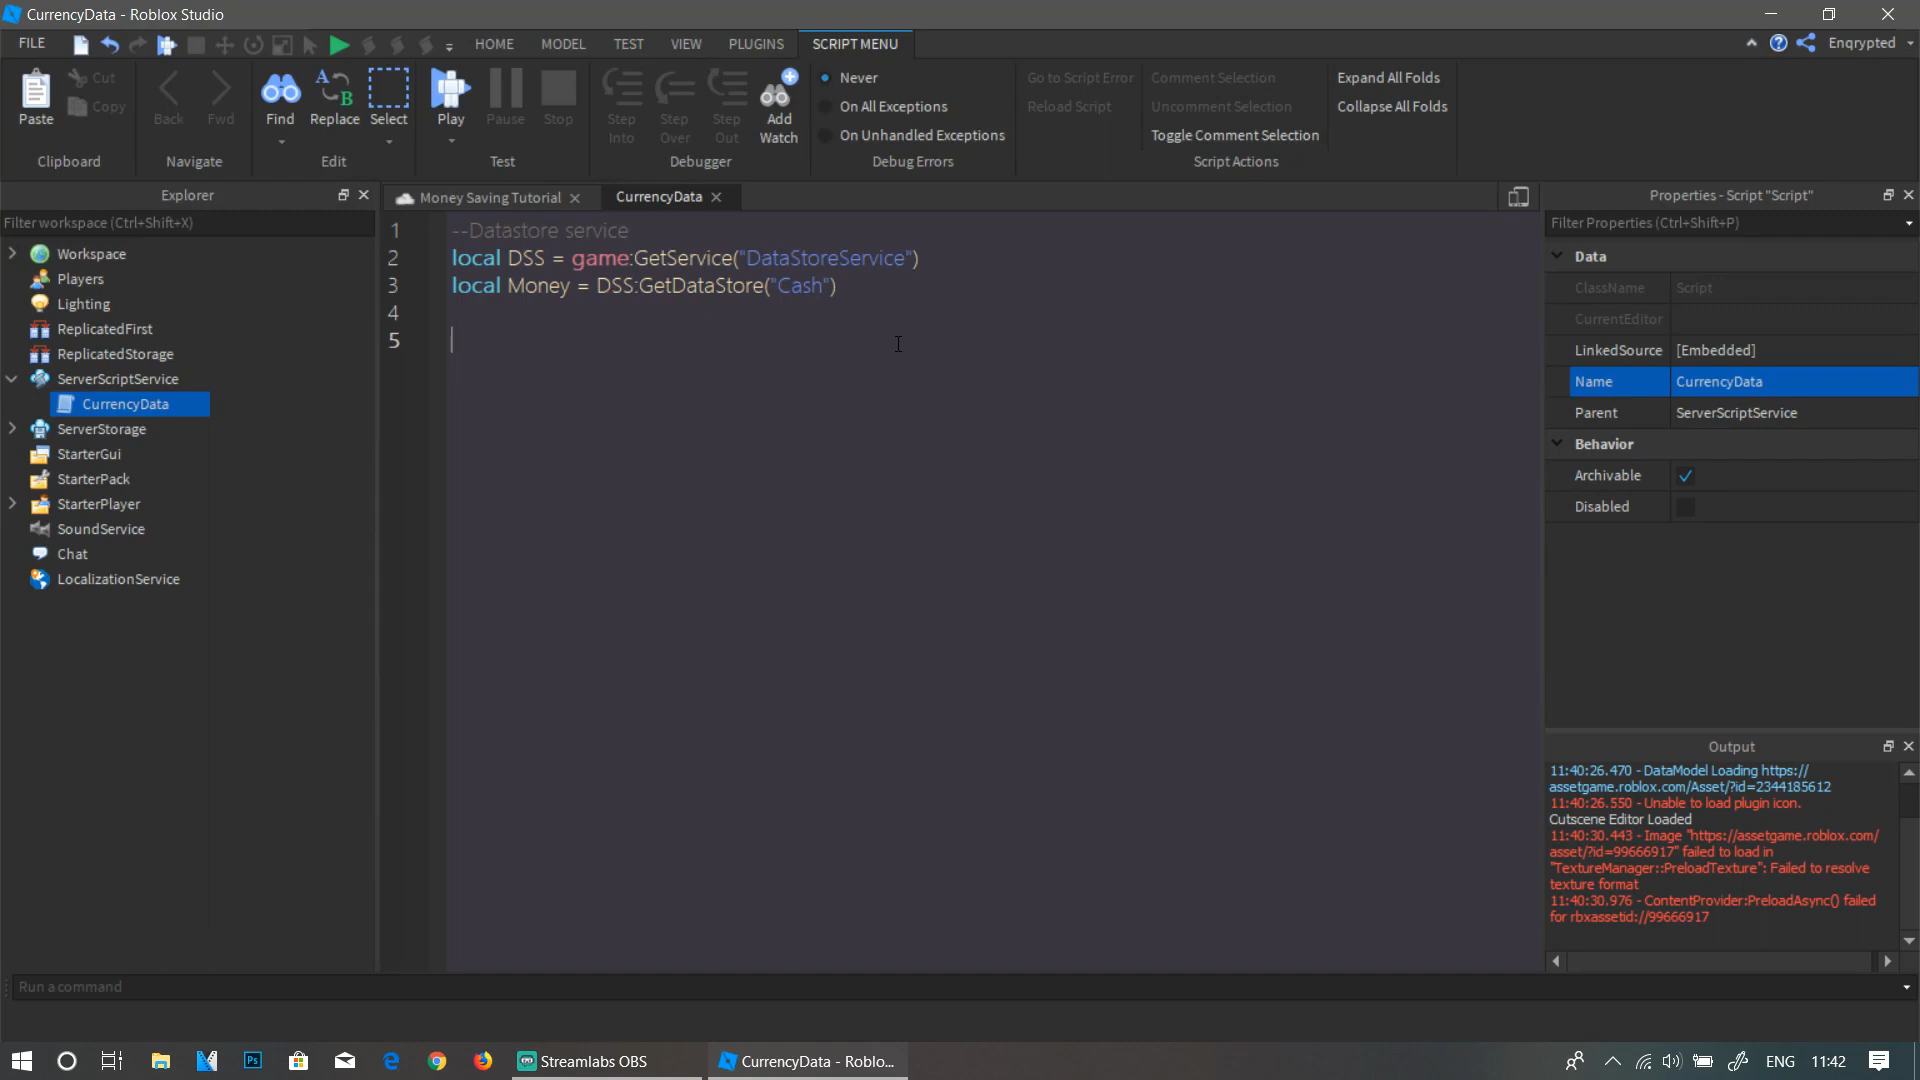 CurrencyData - Roblox Studio
FILE
HOME
MODEL
TEST
VIEW
PLUGINS
SCRIPT MENU
Enqrypted
Paste
Cut
Copy
Clipboard
Back
Fwd
Navigate
Find
Replace
Select
Edit
Play
Pause
Stop
Test
Step Into
Step Over
Step Out
Add Watch
Debugger
Never
On All Exceptions
On Unhandled Exceptions
Debug Errors
Go to Script Error
Reload Script
Comment Selection
Uncomment Selection
Toggle Comment Selection
Script Actions
Expand All Folds
Collapse All Folds
Explorer
Filter workspace (Ctrl+Shift+X)
Workspace
Players
Lighting
ReplicatedFirst
ReplicatedStorage
ServerScriptService
CurrencyData
ServerStorage
StarterGui
StarterPack
StarterPlayer
SoundService
Chat
LocalizationService
Money Saving Tutorial
CurrencyData
1 --Datastore service
2 local DSS = game:GetService("DataStoreService")
3 local Money = DSS:GetDataStore("Cash")
4
5
Properties - Script "Script"
Filter Properties (Ctrl+Shift+P)
Data
ClassName Script
CurrentEditor
LinkedSource [Embedded]
Name CurrencyData
Parent ServerScriptService
Behavior
Archivable
Disabled
Output
11:40:26.470 - DataModel Loading https://
assetgame.roblox.com/Asset/?id=2344185612
11:40:26.550 - Unable to load plugin icon.
Cutscene Editor Loaded
11:40:30.443 - Image "https://assetgame.roblox.com/
asset/?id=99666917" failed to load in
"TextureManager::PreloadTexture": Failed to resolve
texture format
11:40:30.976 - ContentProvider:PreloadAsync() failed
for rbxassetid://99666917
Run a command
Ps
Streamlabs OBS
CurrencyData - Roblo...
ENG
11:42